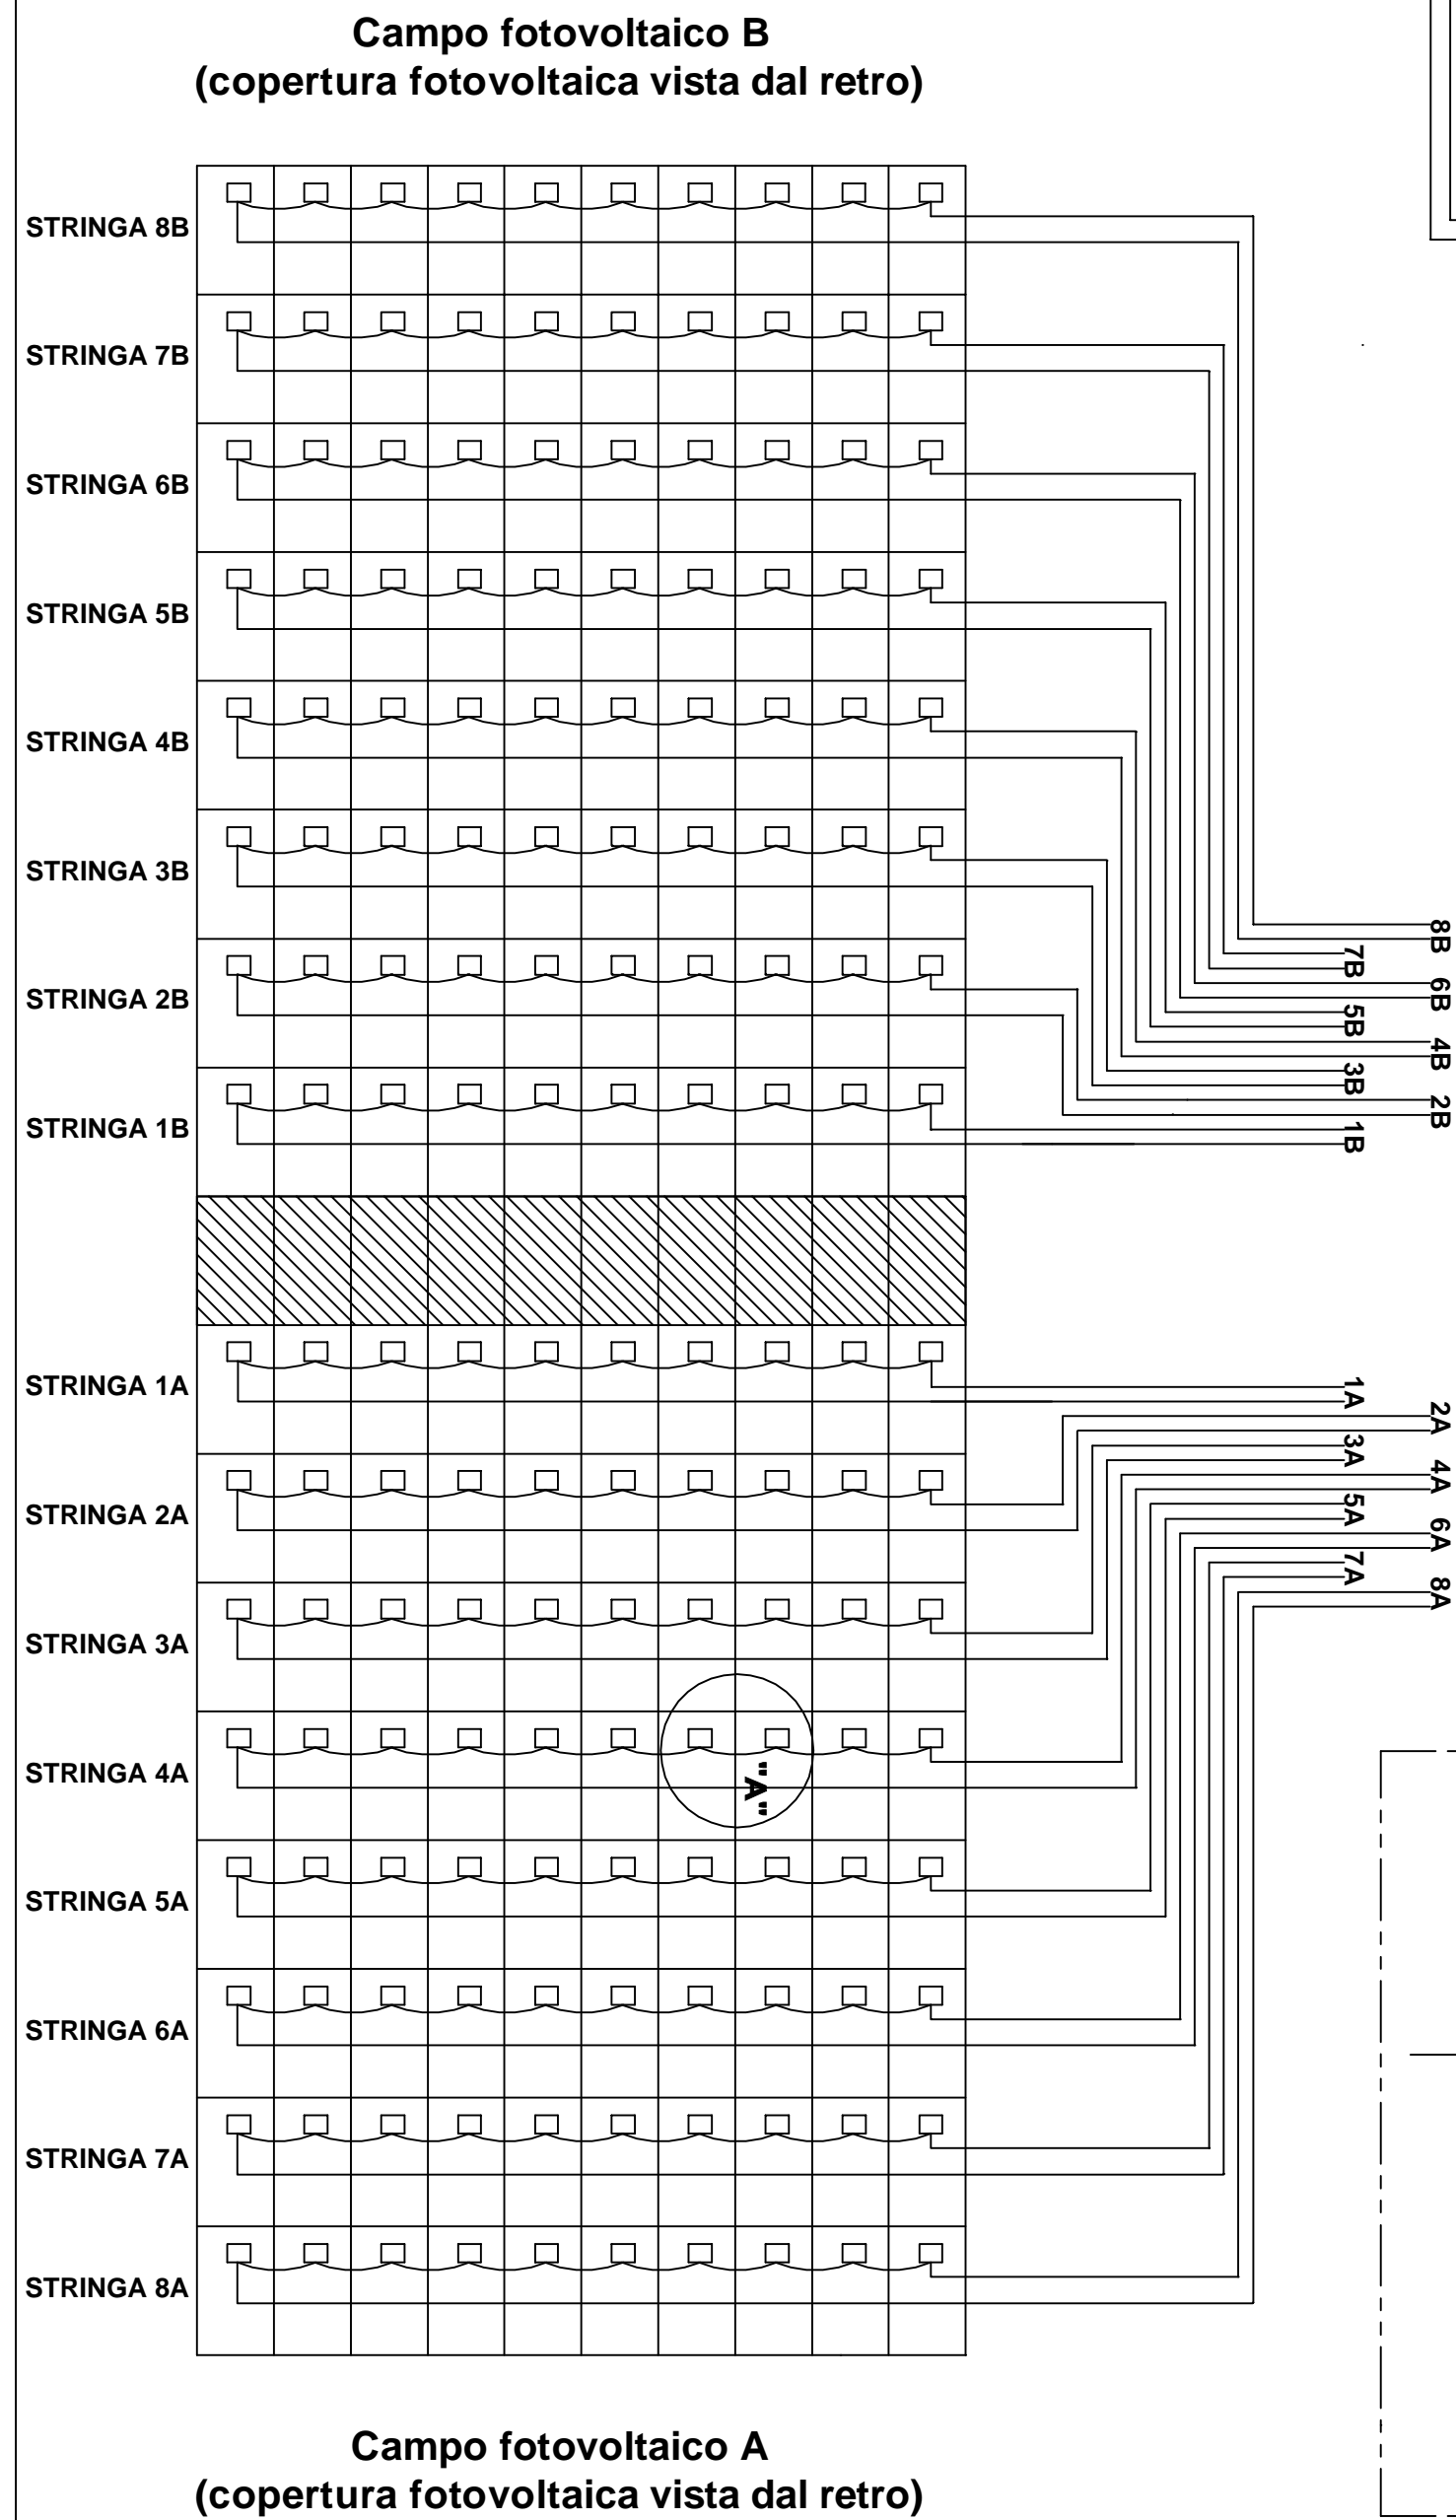 Campo fotovoltaico B
(copertura fotovoltaica vista dal retro)
STRINGA 8B
STRINGA 7B
STRINGA 6B
STRINGA 5B
STRINGA 4B
STRINGA 3B
STRINGA 2B
STRINGA 1B
8B
7B
6B
5B
4B
3B
2B
1B
STRINGA 1A
STRINGA 2A
STRINGA 3A
STRINGA 4A
STRINGA 5A
STRINGA 6A
STRINGA 7A
STRINGA 8A
1A
2A
3A
4A
5A
6A
7A
8A
"A"
Campo fotovoltaico A
(copertura fotovoltaica vista dal retro)